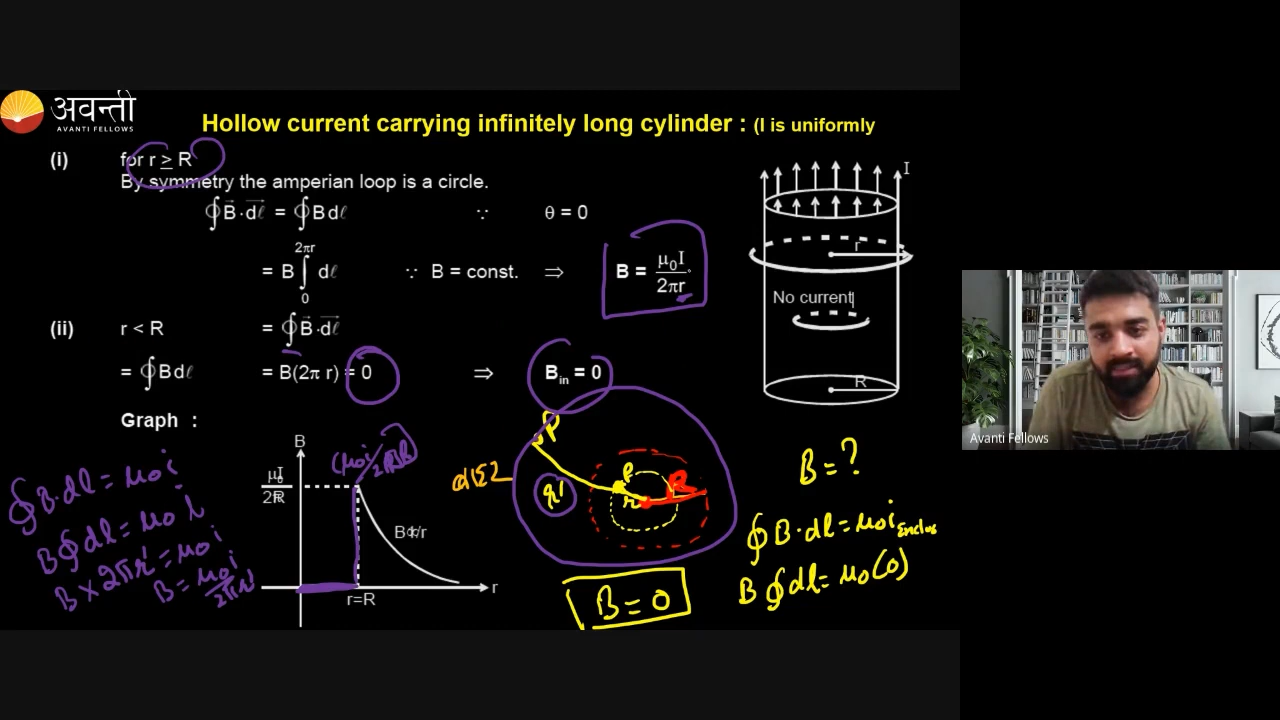 अवन्ती
AVANTI FELLOWS
Hollow current carrying infinitely long cylinder : (I is uniformly
(i) for r ≥ R
By symmetry the amperian loop is a circle.
∮B⃗·dℓ⃗ = ∮Bdℓ ∵ θ = 0
= B∫₀^{2πr} dℓ ∵ B = const. ⇒ B = μ₀I/2πr
(ii) r < R = ∮B⃗·dℓ⃗
= ∮Bdℓ = B(2π r) = 0 ⇒ B_in = 0
Graph :
B
μ₀I/2πR
B∝1/r
r=R
r
I
r
No current
R
∮B·dl = μ₀i
B∮dl = μ₀i
B×2πr' = μ₀i
B = μ₀i/2πr'
P
r'
P
r
R
B = ?
∮B·dl = μ₀i
B∮dl = μ₀(0)
B = 0
Avanti Fellows